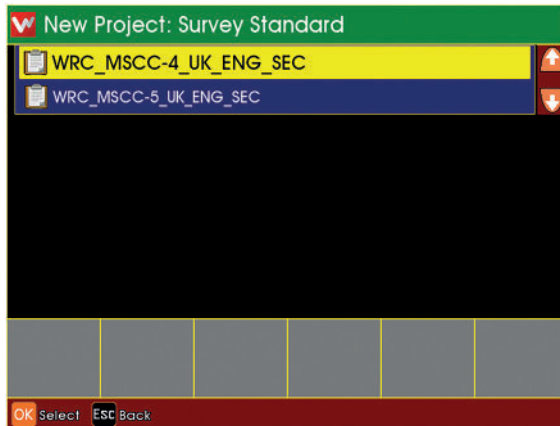 New Project: Survey Standard
WRC_MSCC-4_UK_ENG_SEC
WRC_MSCC-5_UK_ENG_SEC
OK Select Esc Back